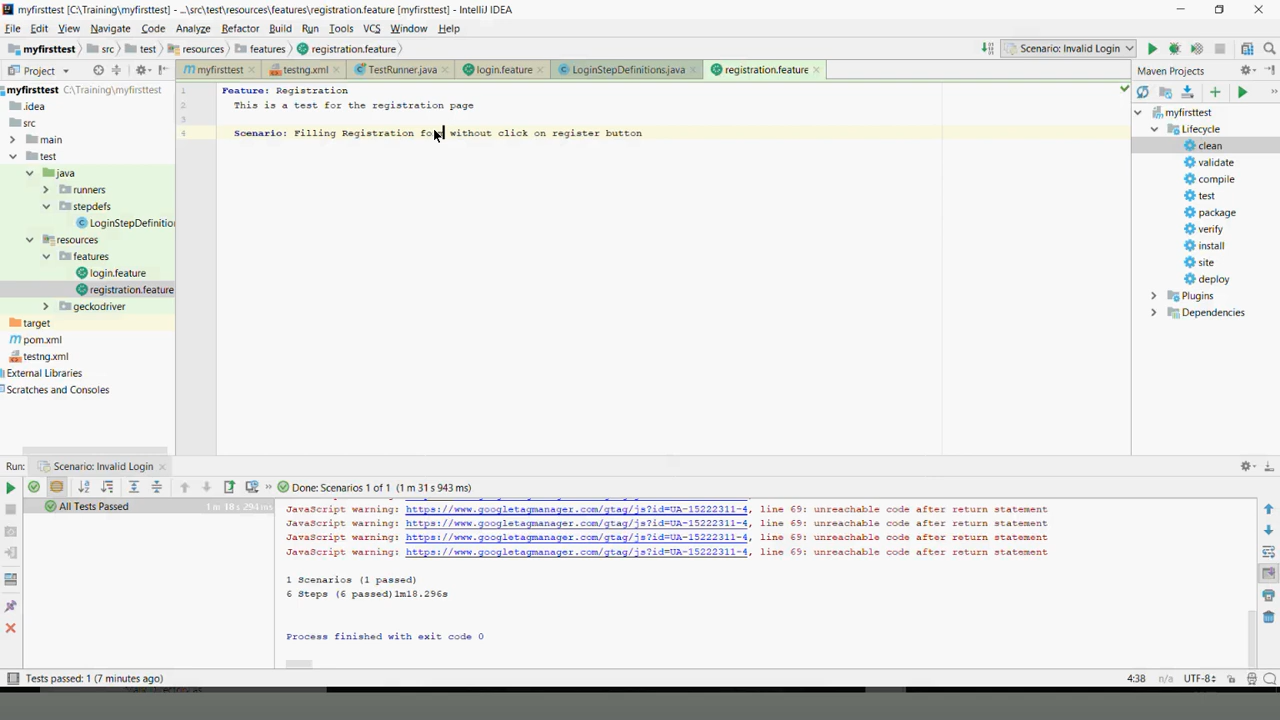 myfirsttest [C:\Training\myfirsttest] - ...\src\test\resources\features\registration.feature [myfirsttest] - IntelliJ IDEA
File Edit View Navigate Code Analyze Refactor Build Run Tools VCS Window Help
myfirsttest src test resources features registration.feature Scenario: Invalid Login
Project myfirsttest testng.xml TestRunner.java login.feature LoginStepDefinitions.java registration.feature Maven Projects
myfirsttest C:\Training\myfirsttest
.idea
src
main
test
java
runners
stepdefs
LoginStepDefinition
resources
features
login.feature
registration.feature
geckodriver
target
pom.xml
testng.xml
External Libraries
Scratches and Consoles
1 Feature: Registration
2 This is a test for the registration page
3
4 Scenario: Filling Registration without click on register button
myfirsttest
Lifecycle
clean
validate
compile
test
package
verify
install
site
deploy
Plugins
Dependencies
Run: Scenario: Invalid Login
Done: Scenarios 1 of 1 (1 m 31 s 943 ms)
All Tests Passed 1 m 18 s 294 ms
JavaScript warning: https://www.googletagmanager.com/gtag/js?id=UA-15222311-4, line 69: unreachable code after return statement
JavaScript warning: https://www.googletagmanager.com/gtag/js?id=UA-15222311-4, line 69: unreachable code after return statement
JavaScript warning: https://www.googletagmanager.com/gtag/js?id=UA-15222311-4, line 69: unreachable code after return statement
JavaScript warning: https://www.googletagmanager.com/gtag/js?id=UA-15222311-4, line 69: unreachable code after return statement
1 Scenarios (1 passed)
6 Steps (6 passed)1m18.296s
Process finished with exit code 0
Tests passed: 1 (7 minutes ago) 4:38 n/a UTF-8